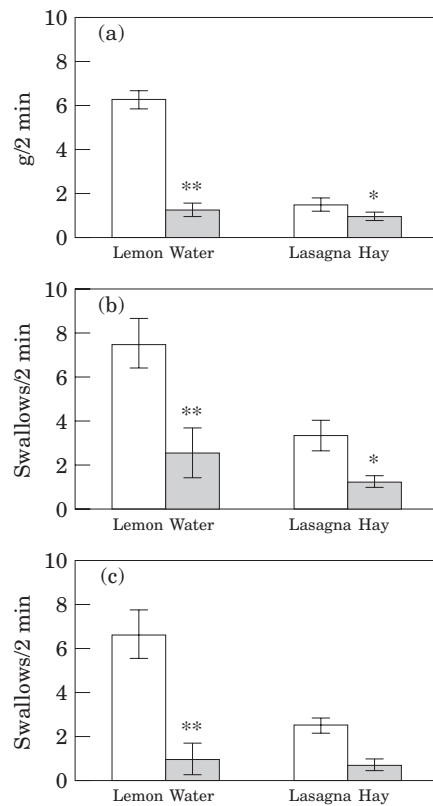 (a)
g/2 min
10
8
6
4
2
0
**
*
Lemon Water
Lasagna Hay
(b)
Swallows/2 min
10
8
6
4
2
0
**
*
Lemon Water
Lasagna Hay
(c)
Swallows/2 min
10
8
6
4
2
0
**
Lemon Water
Lasagna Hay